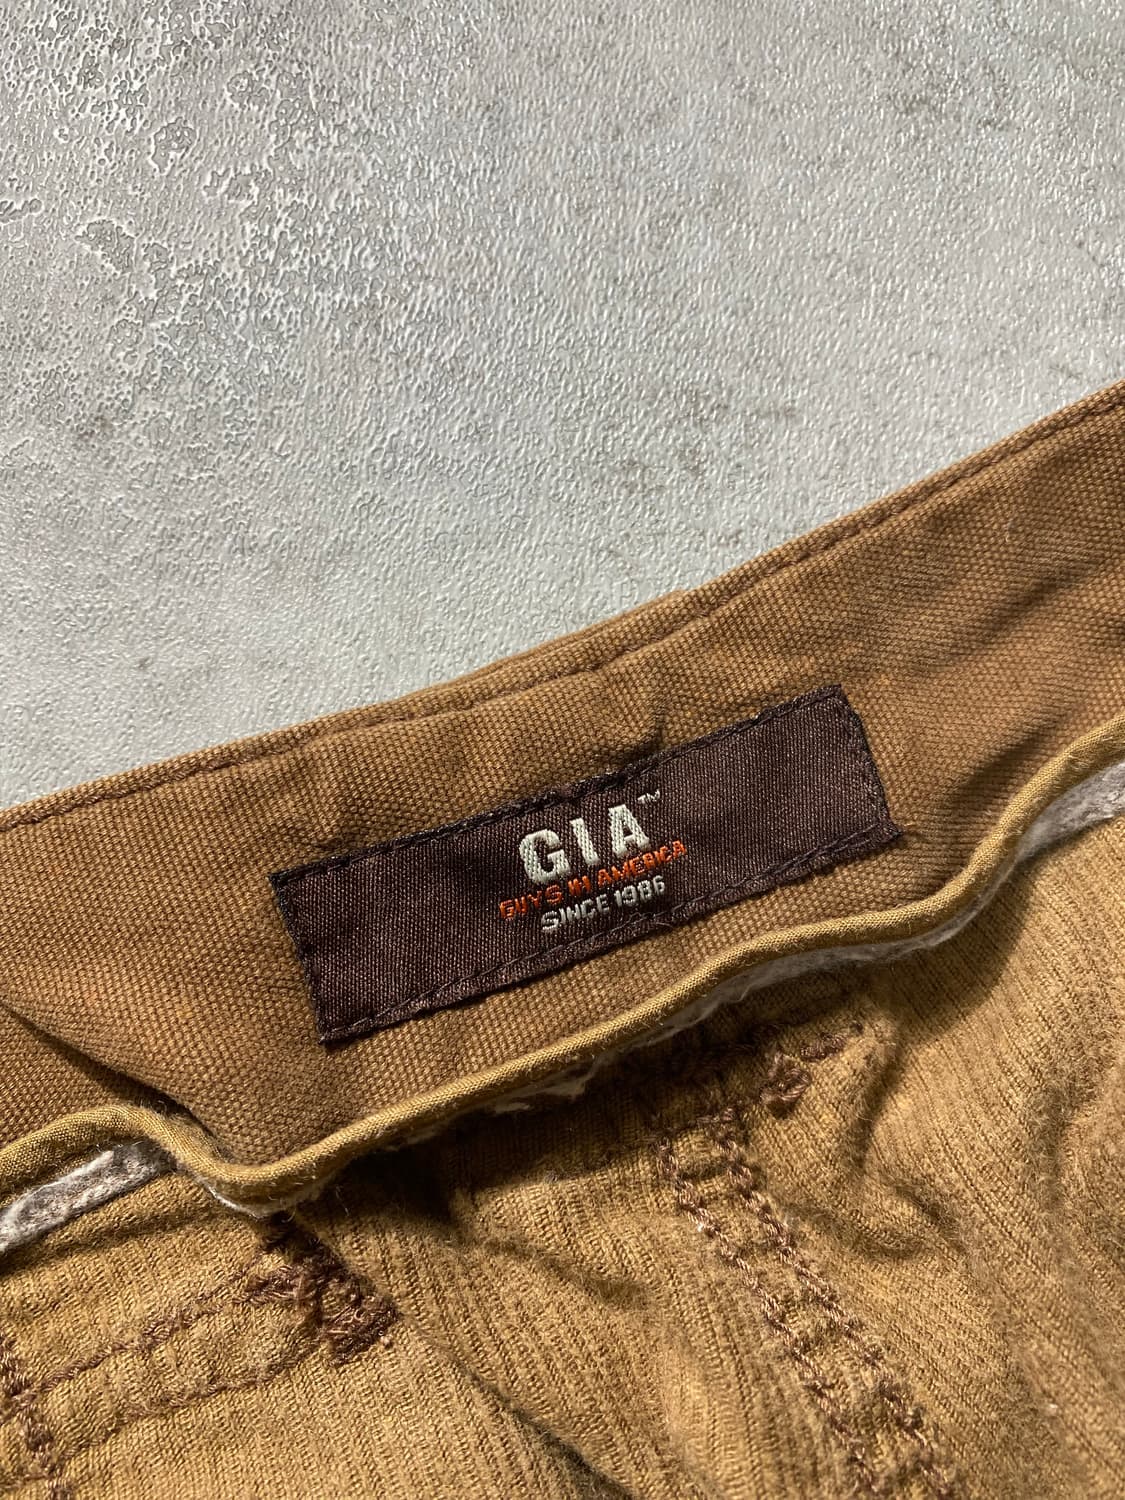 GIA™
GUYS IN AMERICA
SINCE 1986